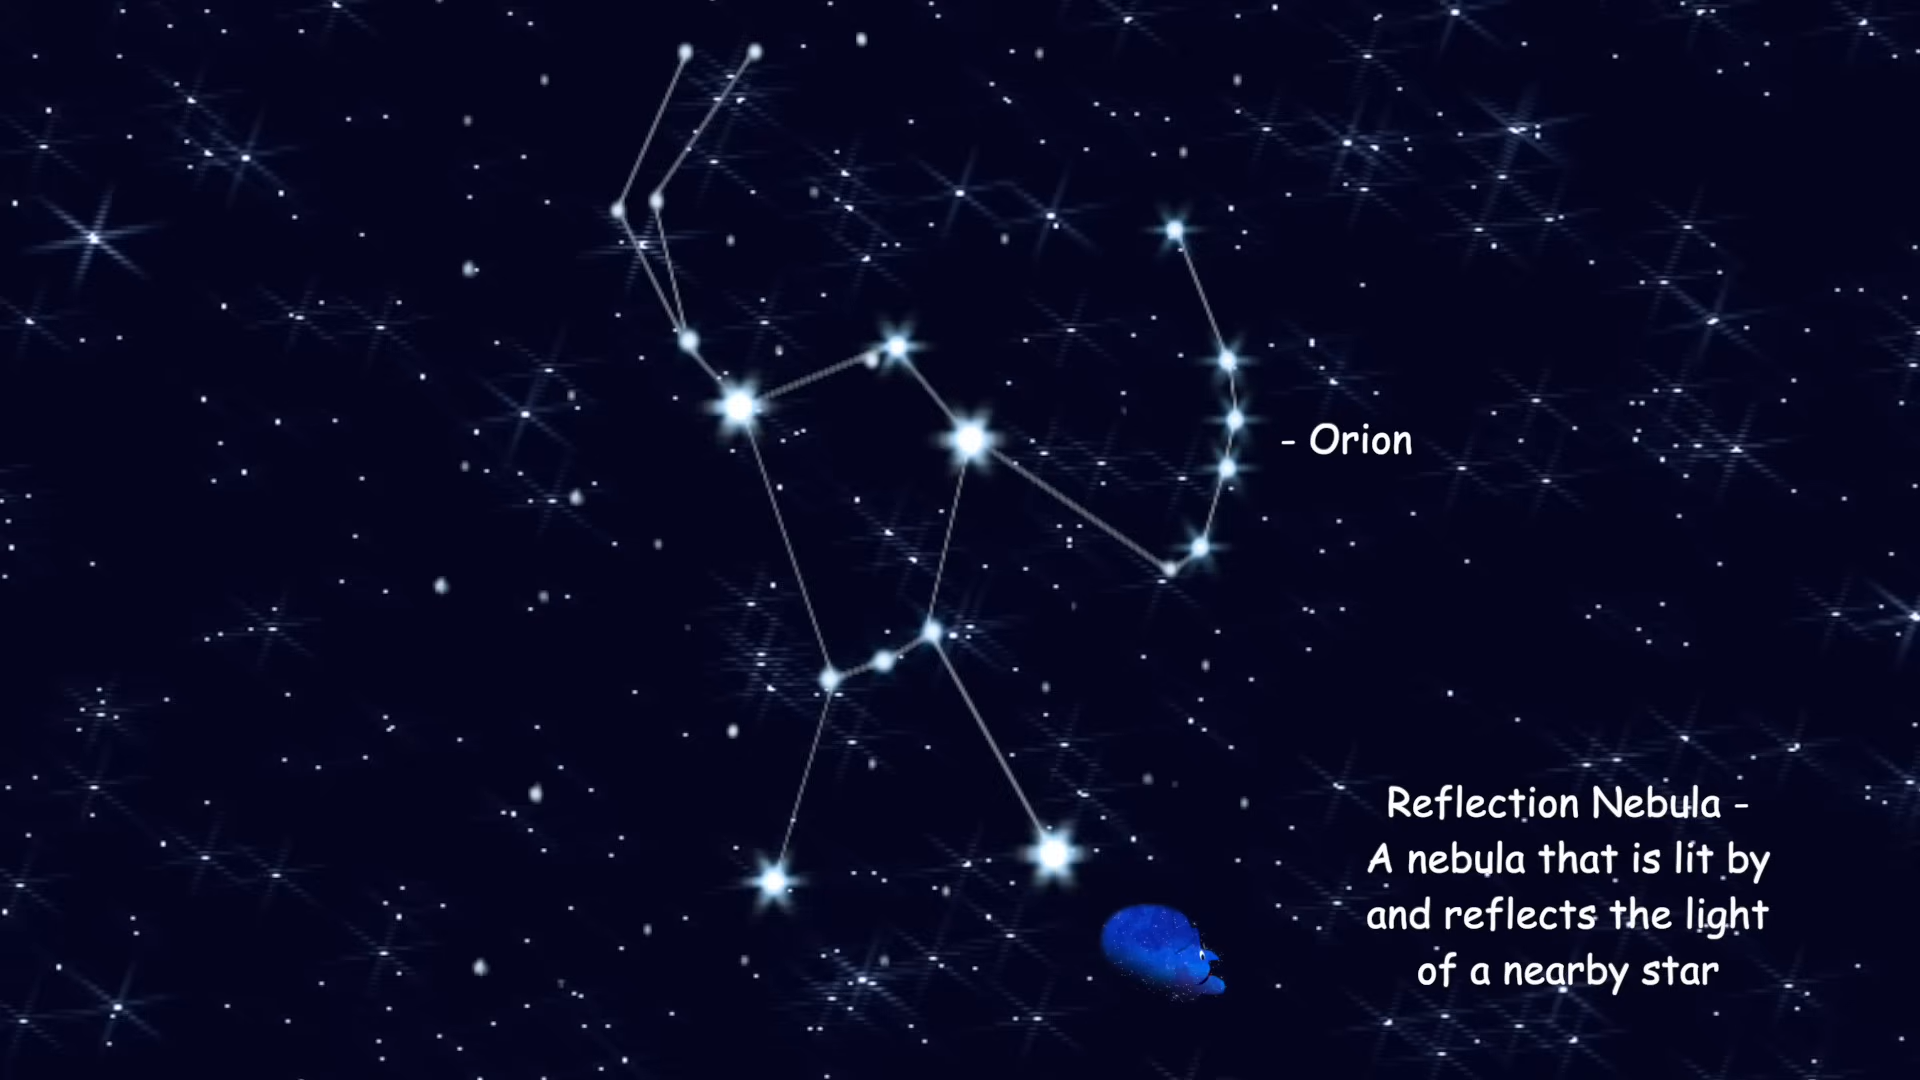 - Orion
Reflection Nebula -
A nebula that is lit by
and reflects the light
of a nearby star